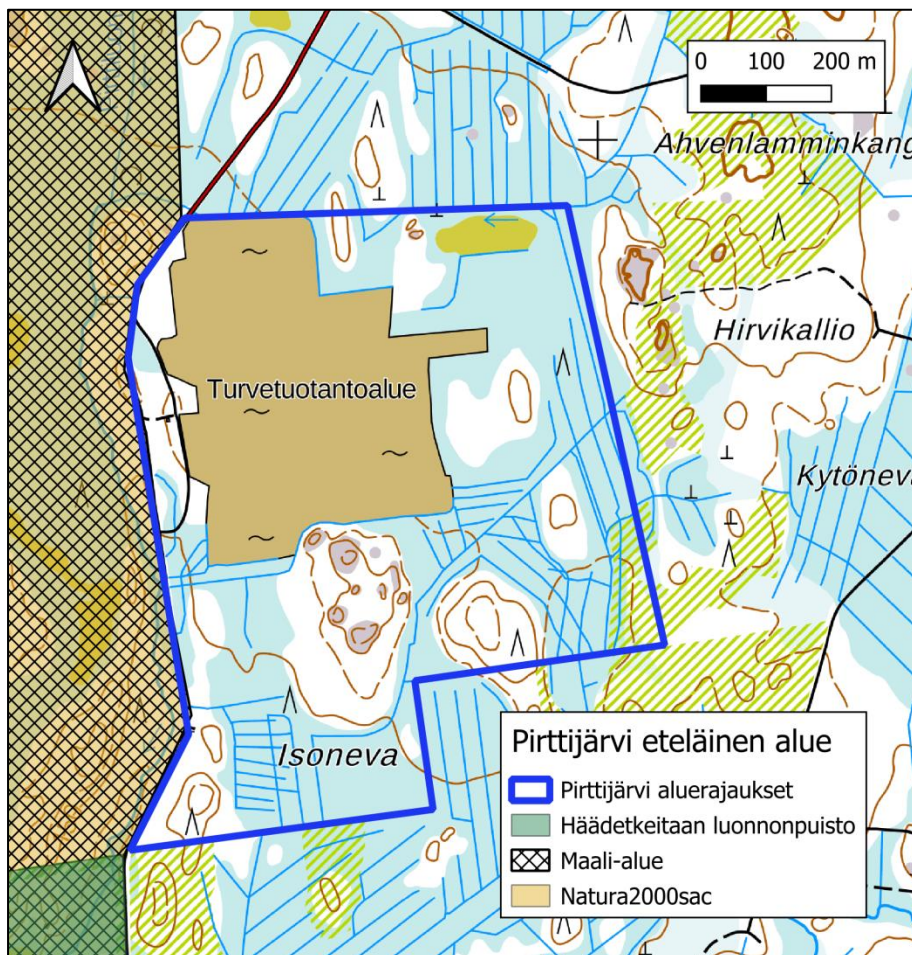 0 100 200 m
Ahvenlamminkang
Hirvikallio
Turvetuotantoalue
Kytöneva
Isoneva
Pirttijärvi eteläinen alue
Pirttijärvi aluerajaukset
Häädetkeitaan luonnonpuisto
Maali-alue
Natura2000sac